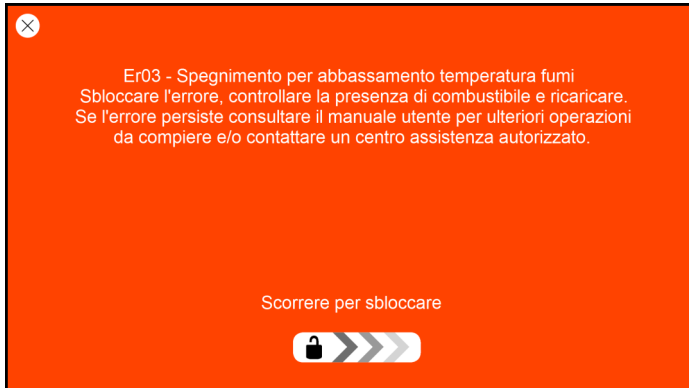 Er03 - Spegnimento per abbassamento temperatura fumi
Sbloccare l'errore, controllare la presenza di combustibile e ricaricare.
Se l'errore persiste consultare il manuale utente per ulteriori operazioni
da compiere e/o contattare un centro assistenza autorizzato.
Scorrere per sbloccare